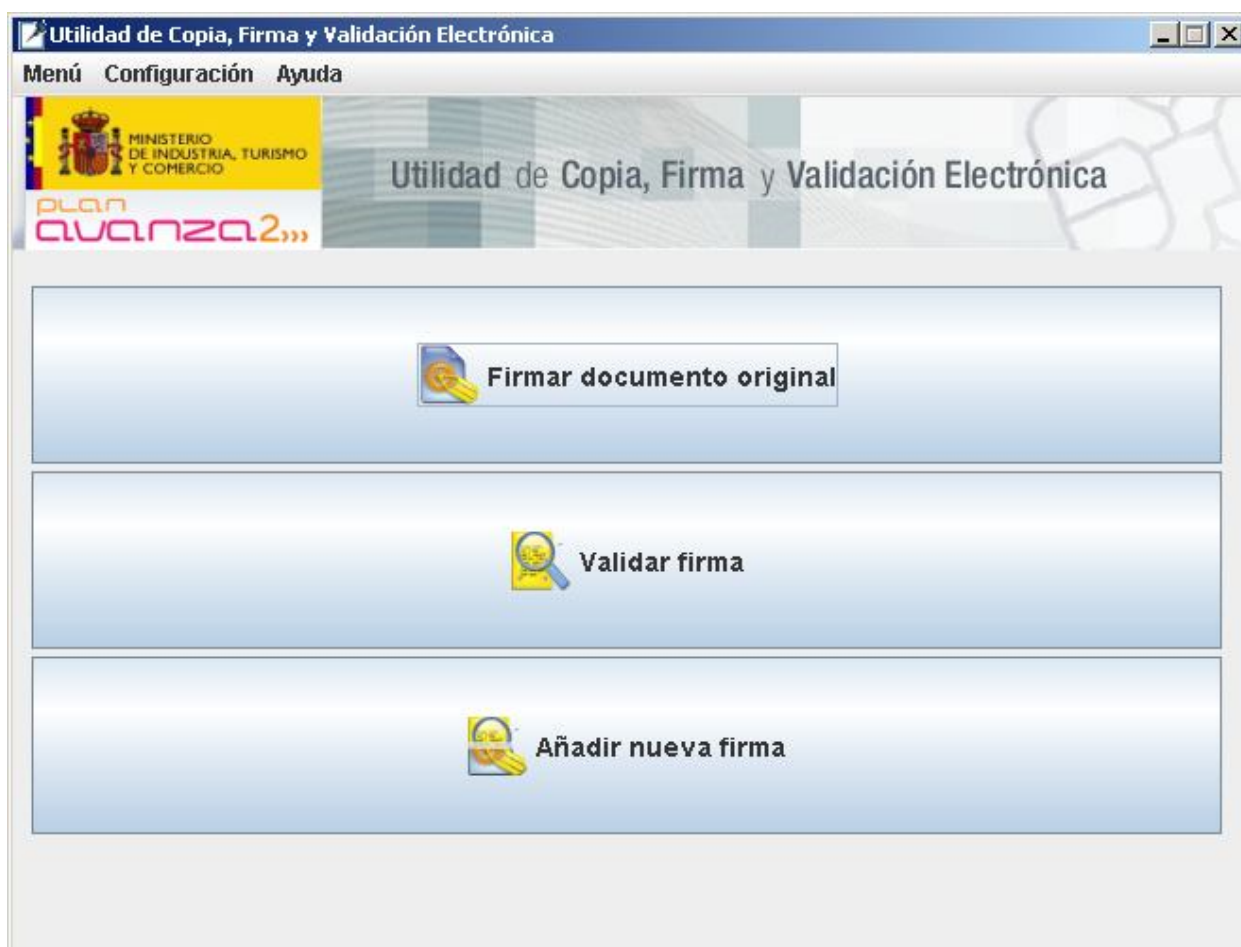 Utilidad de Copia, Firma y Validación Electrónica
Menú Configuración Ayuda
MINISTERIO
DE INDUSTRIA, TURISMO
Y COMERCIO
Utilidad de Copia, Firma y Validación Electrónica
PLAN
avanza2
Firmar documento original
Validar firma
Añadir nueva firma